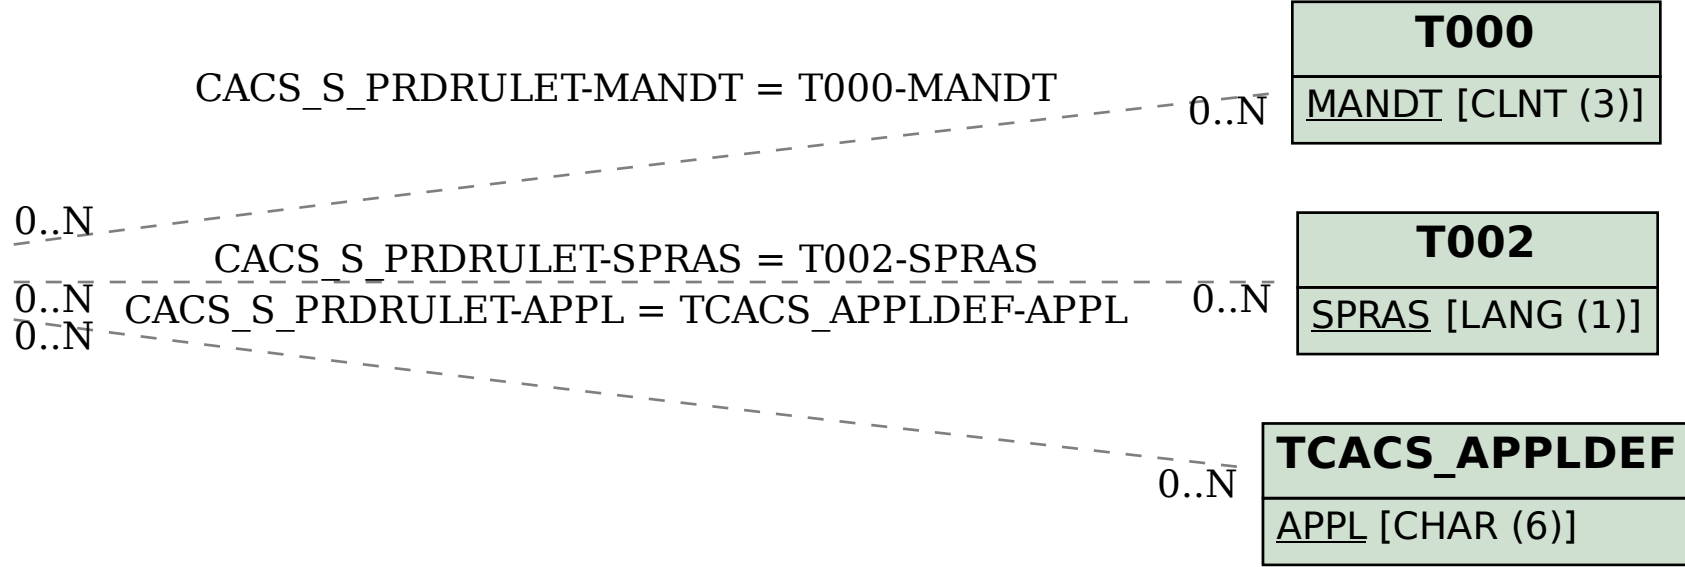 T000
CACS_S_PRDRULET-MANDT = T000-MANDT
MANDT [CLNT (3)]
0..N
0..N
T002
CACS_S_PRDRULET-SPRAS = T002-SPRAS
0..N
0..N
SPRAS [LANG (1)]
CACS_S_PRDRULET-APPL = TCACS_APPLDEF-APPL
0..N
TCACS_APPLDEF
0..N
APPL [CHAR (6)]